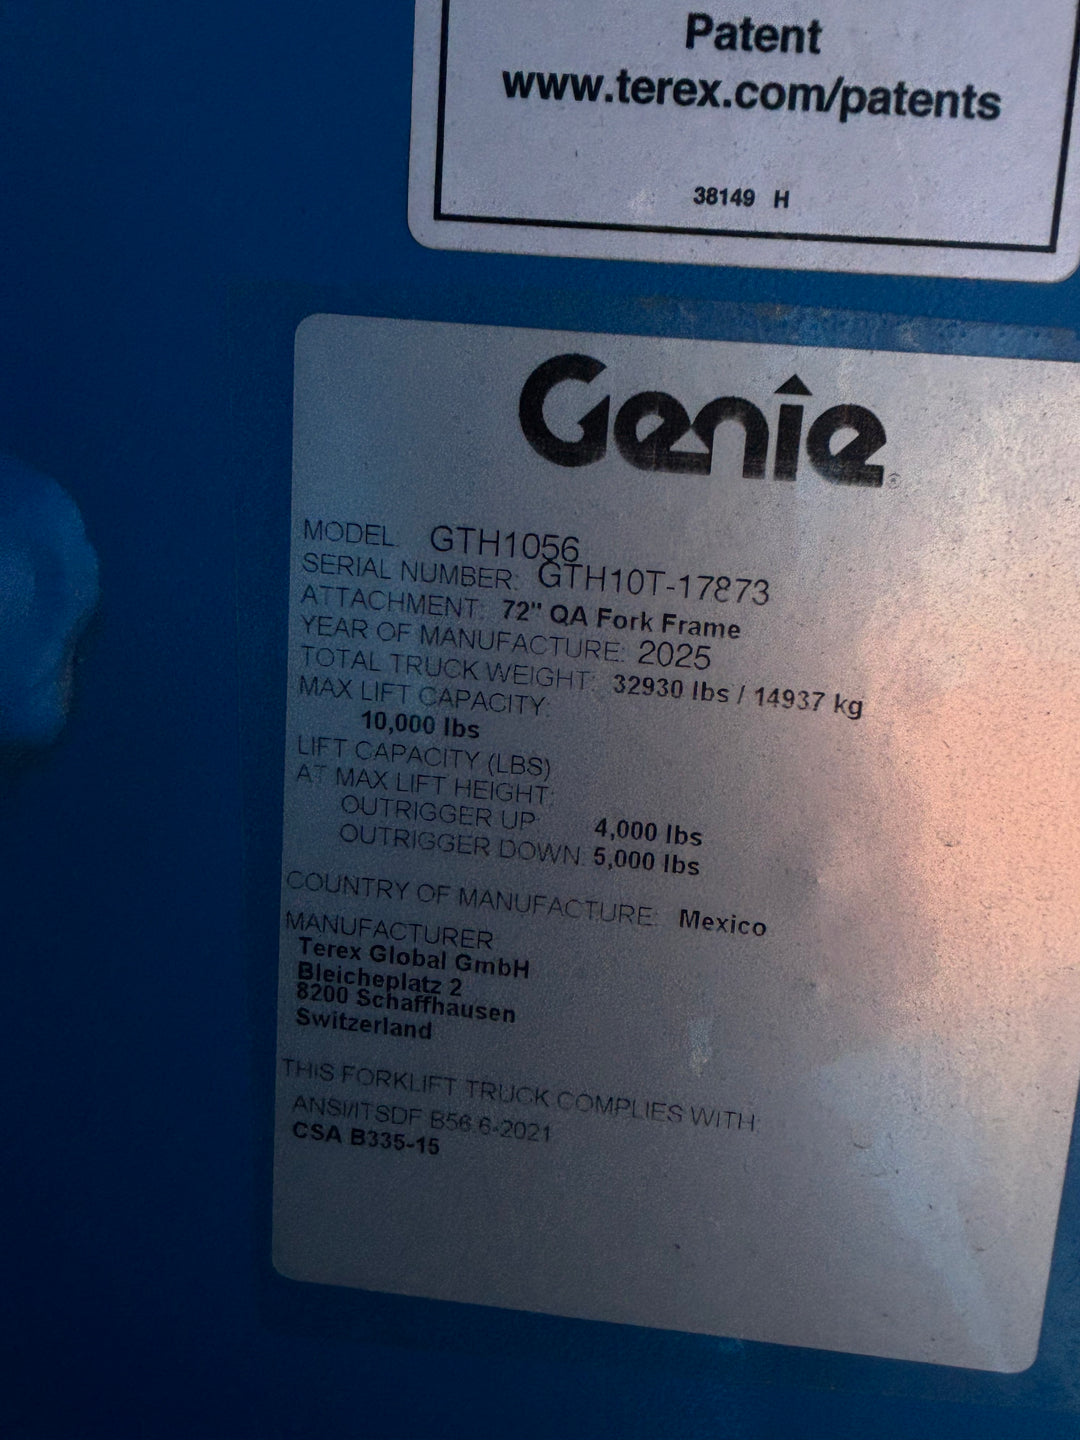 Patent
www.terex.com/patents
38149 H
Genie®
MODEL: GTH1056
SERIAL NUMBER: GTH10T-17873
ATTACHMENT: 72" QA Fork Frame
YEAR OF MANUFACTURE: 2025
TOTAL TRUCK WEIGHT: 32930 lbs / 14937 kg
MAX LIFT CAPACITY:
10,000 lbs
LIFT CAPACITY (LBS)
AT MAX LIFT HEIGHT:
OUTRIGGER UP: 4,000 lbs
OUTRIGGER DOWN: 5,000 lbs
COUNTRY OF MANUFACTURE: Mexico
MANUFACTURER
Terex Global GmbH
Bleicheplatz 2
8200 Schaffhausen
Switzerland
THIS FORKLIFT TRUCK COMPLIES WITH:
ANSI/ITSDF B56.6-2021
CSA B335-15